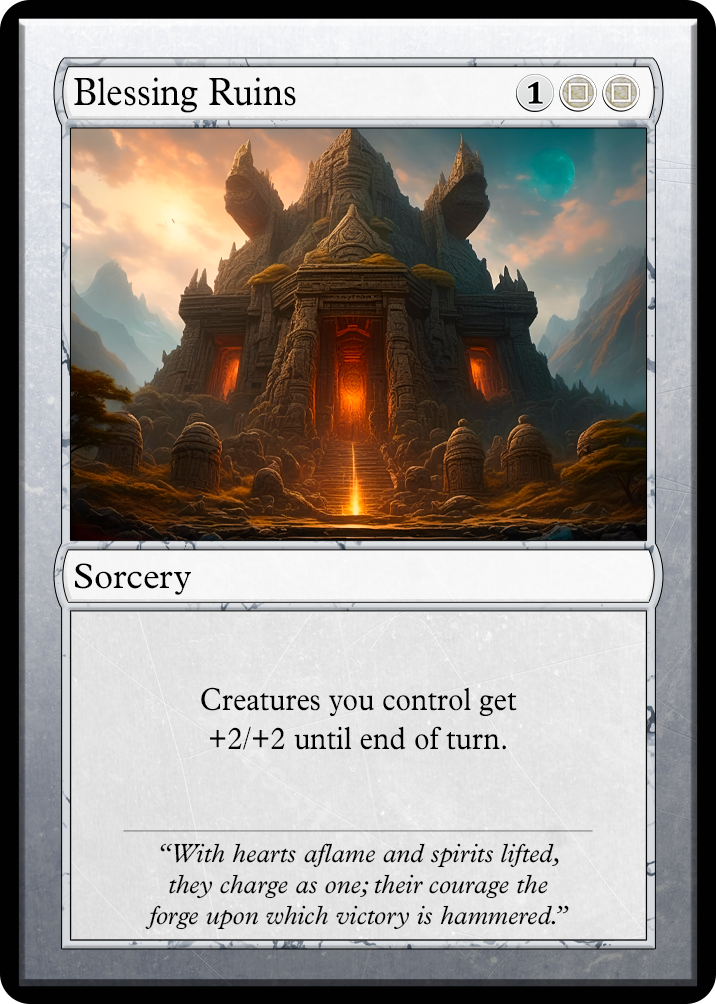 Blessing Ruins 1
Sorcery
Creatures you control get
+2/+2 until end of turn.
“With hearts aflame and spirits lifted,
they charge as one; their courage the
forge upon which victory is hammered.”